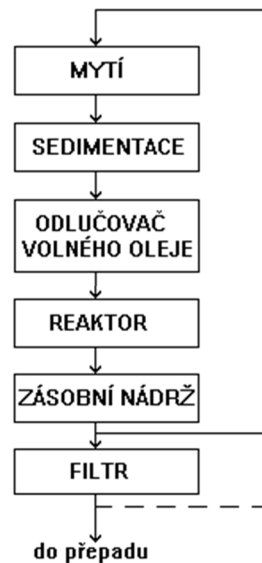 MYTÍ
SEDIMENTACE
ODLUČOVAČ
VOLNÉHO OLEJE
REAKTOR
ZÁSOBNÍ NÁDRŽ
FILTR
do přepadu